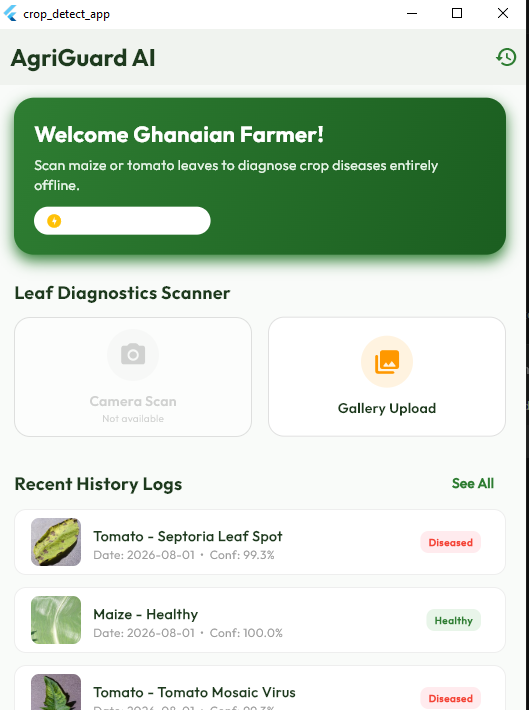 crop_detect_app
AgriGuard AI
Welcome Ghanaian Farmer!
Scan maize or tomato leaves to diagnose crop diseases entirely
offline.
Leaf Diagnostics Scanner
Camera Scan
Not available
Gallery Upload
Recent History Logs
See All
Tomato - Septoria Leaf Spot
Date: 2026-08-01 • Conf: 99.3%
Diseased
Maize - Healthy
Date: 2026-08-01 • Conf: 100.0%
Healthy
Tomato - Tomato Mosaic Virus
Diseased